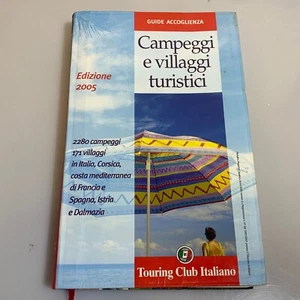 GUIDE ACCOGLIENZA
Campeggi
e villaggi
turistici
Edizione
2005
2280 campeggi
171 villaggi
in Italia, Corsica,
costa mediterranea
di Francia e
Spagna, Istria
e Dalmazia
Touring Club Italiano